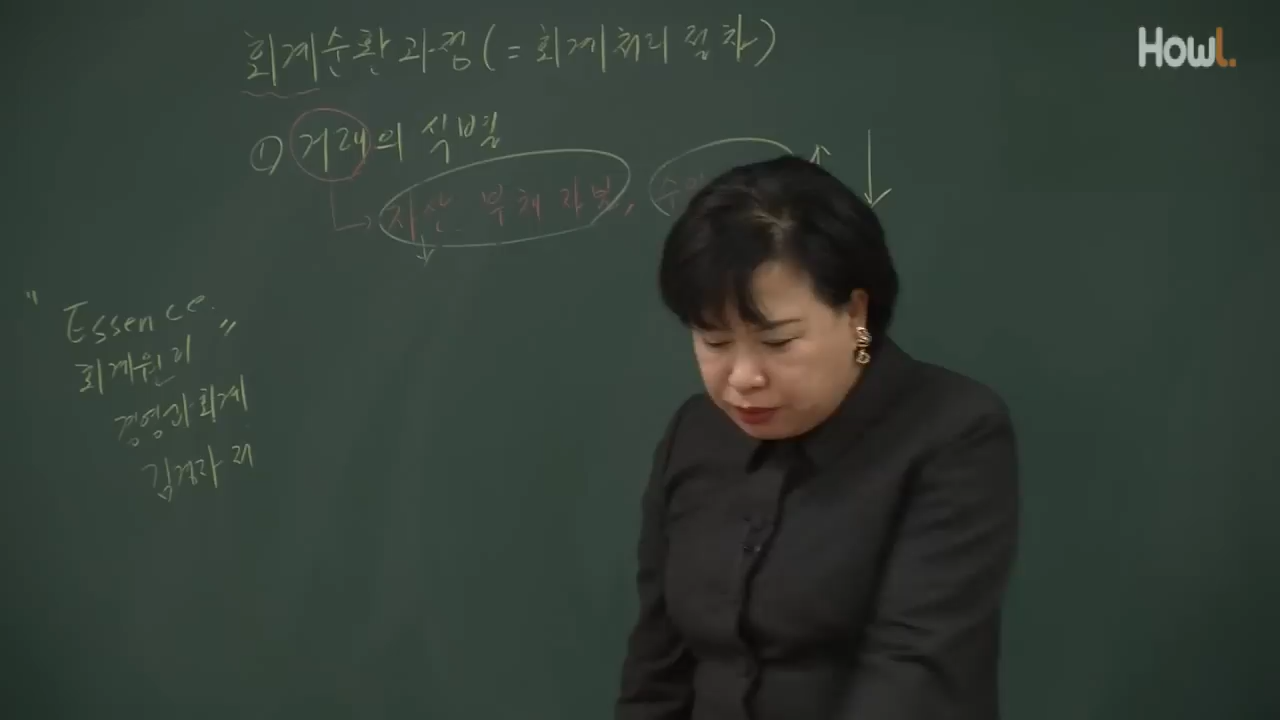 회계순환과정 (= 회계처리절차)
Howl.
① 거래의 식별
자산 부채 자본, 수
" Essence.
회계원리 "
경영과회계
김경자 저